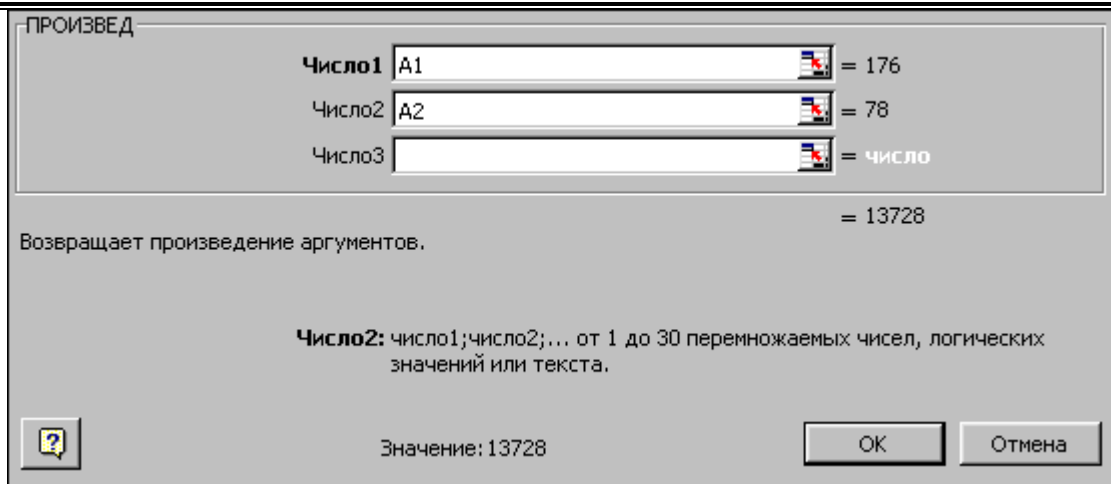 ПРОИЗВЕД
Число1 A1 = 176
Число2 A2 = 78
Число3 = число
= 13728
Возвращает произведение аргументов.
Число2: число1;число2;... от 1 до 30 перемножаемых чисел, логических
значений или текста.
Значение:13728
OK
Отмена